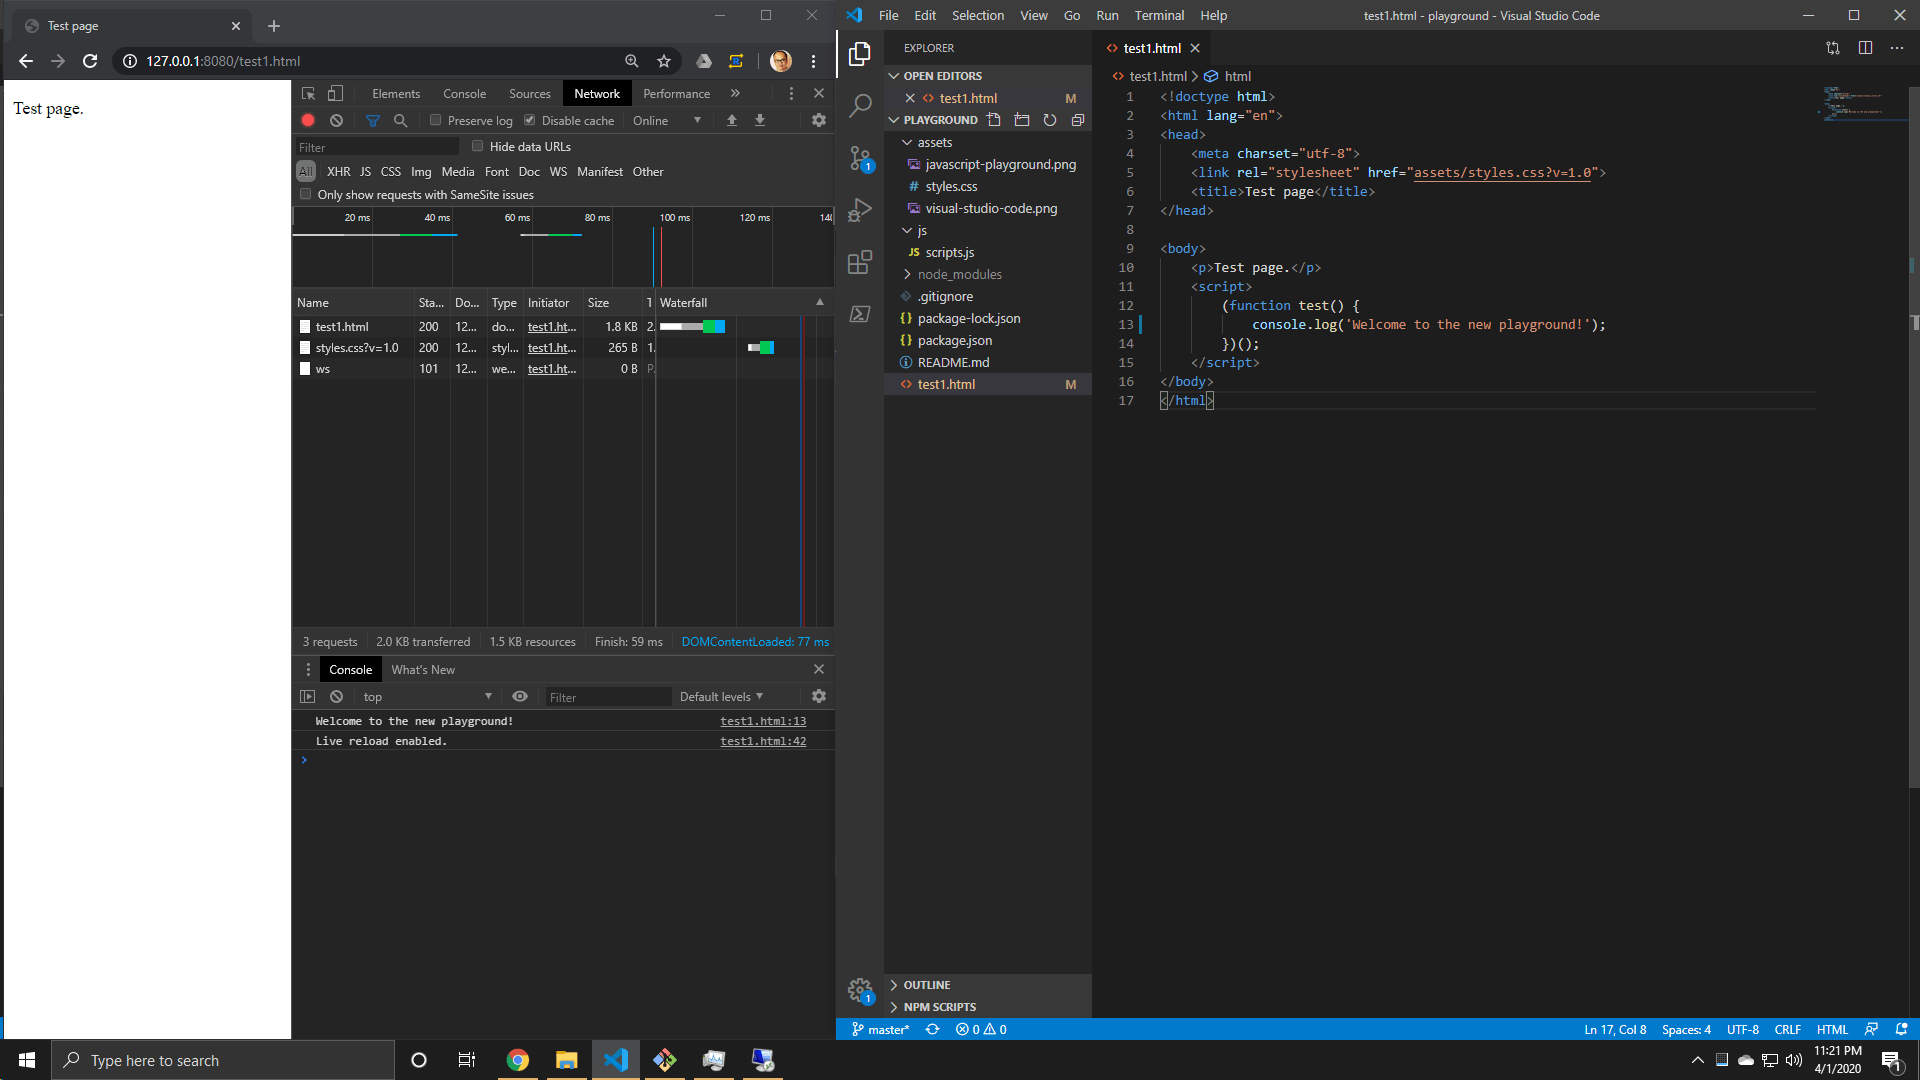 Test page
127.0.0.1:8080/test1.html
Test page.
Elements Console Sources Network Performance
Preserve log Disable cache Online
Filter Hide data URLs
All XHR JS CSS Img Media Font Doc WS Manifest Other
Only show requests with SameSite issues
20 ms 40 ms 60 ms 80 ms 100 ms 120 ms 140
Name Sta... Do... Type Initiator Size T Waterfall
test1.html 200 12... do... test1.ht... 1.8 KB 2.
styles.css?v=1.0 200 12... styl... test1.ht... 265 B 1.
ws 101 12... we... test1.ht... 0 B P.
3 requests 2.0 KB transferred 1.5 KB resources Finish: 59 ms DOMContentLoaded: 77 ms
Console What's New
top Filter Default levels
Welcome to the new playground! test1.html:13
Live reload enabled. test1.html:42
File Edit Selection View Go Run Terminal Help test1.html - playground - Visual Studio Code
EXPLORER
OPEN EDITORS
test1.html M
PLAYGROUND
assets
javascript-playground.png
# styles.css
visual-studio-code.png
js
JS scripts.js
node_modules
.gitignore
{} package-lock.json
{} package.json
README.md
<> test1.html M
OUTLINE
NPM SCRIPTS
1
1
<> test1.html
<> test1.html > html
1 <!doctype html>
2 <html lang="en">
3 <head>
4 <meta charset="utf-8">
5 <link rel="stylesheet" href="assets/styles.css?v=1.0">
6 <title>Test page</title>
7 </head>
8
9 <body>
10 <p>Test page.</p>
11 <script>
12 (function test() {
13 console.log('Welcome to the new playground!');
14 })();
15 </script>
16 </body>
17 </html>
master* 0 0 Ln 17, Col 8 Spaces: 4 UTF-8 CRLF HTML
Type here to search
11:21 PM
4/1/2020
1